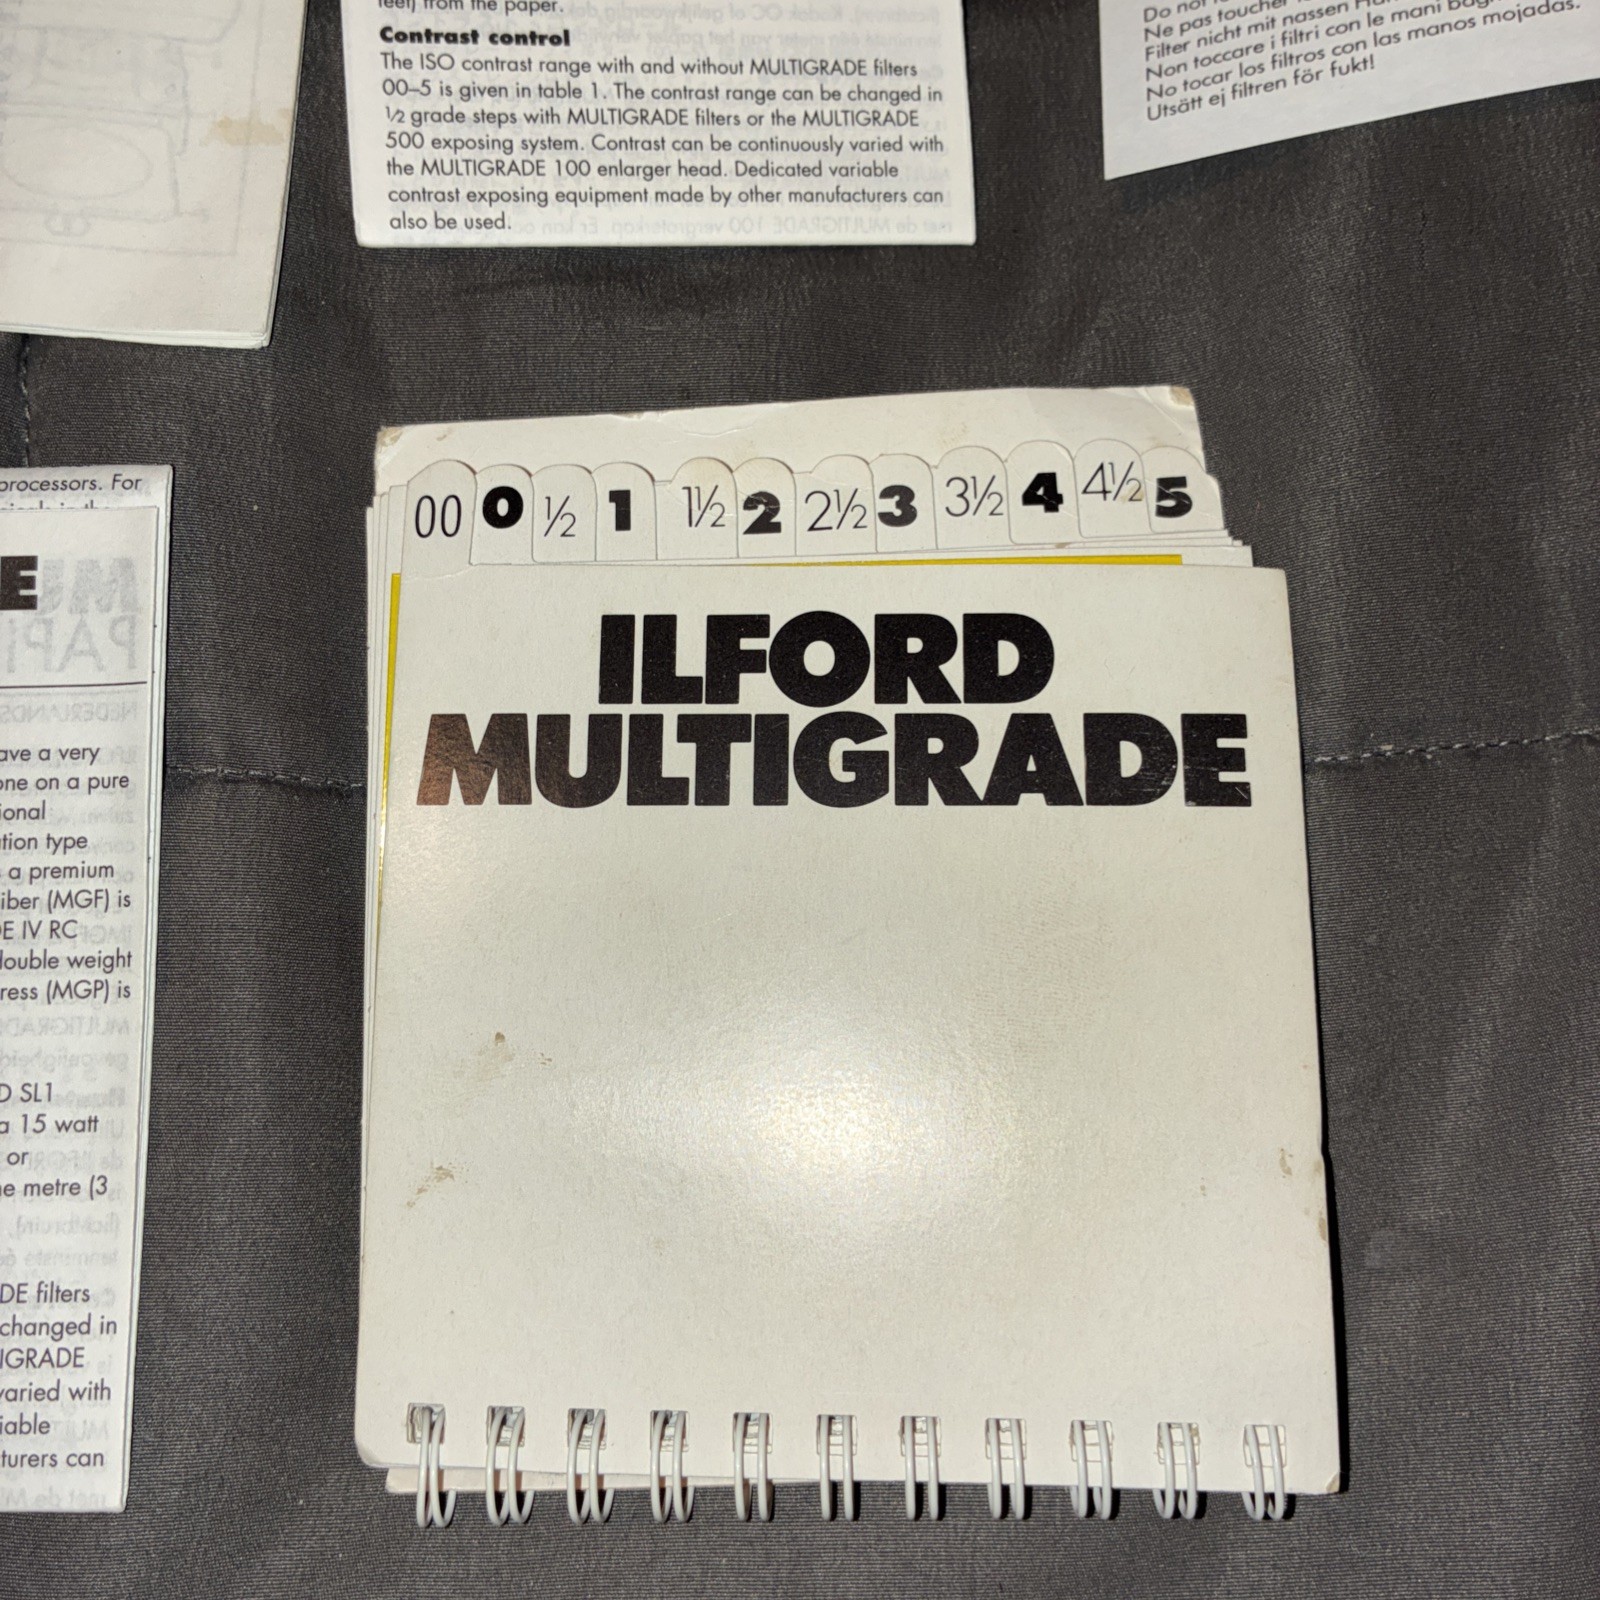 from the paper.
Contrast control
The ISO contrast range with and without MULTIGRADE filters
00–5 is given in table 1. The contrast range can be changed in
½ grade steps with MULTIGRADE filters or the MULTIGRADE
500 exposing system. Contrast can be continuously varied with
the MULTIGRADE 100 enlarger head. Dedicated variable
contrast exposing equipment made by other manufacturers can
also be used.
Do not
Ne pas toucher
Filter nicht mit nassen
Non toccare i filtri con le mani
No tocar los filtros con las manos mojadas.
Utsätt ej filtren för fukt!
processors. For
E
ave a very
one on a pure
ional
tion type
a premium
iber (MGF) is
E IV RC
double weight
ress (MGP) is
D SL1
a 15 watt
or
e metre (3
DE filters
changed in
IGRADE
varied with
iable
turers can
00 0 ½ 1 1½ 2 2½ 3 3½ 4 4½ 5
ILFORD
MULTIGRADE